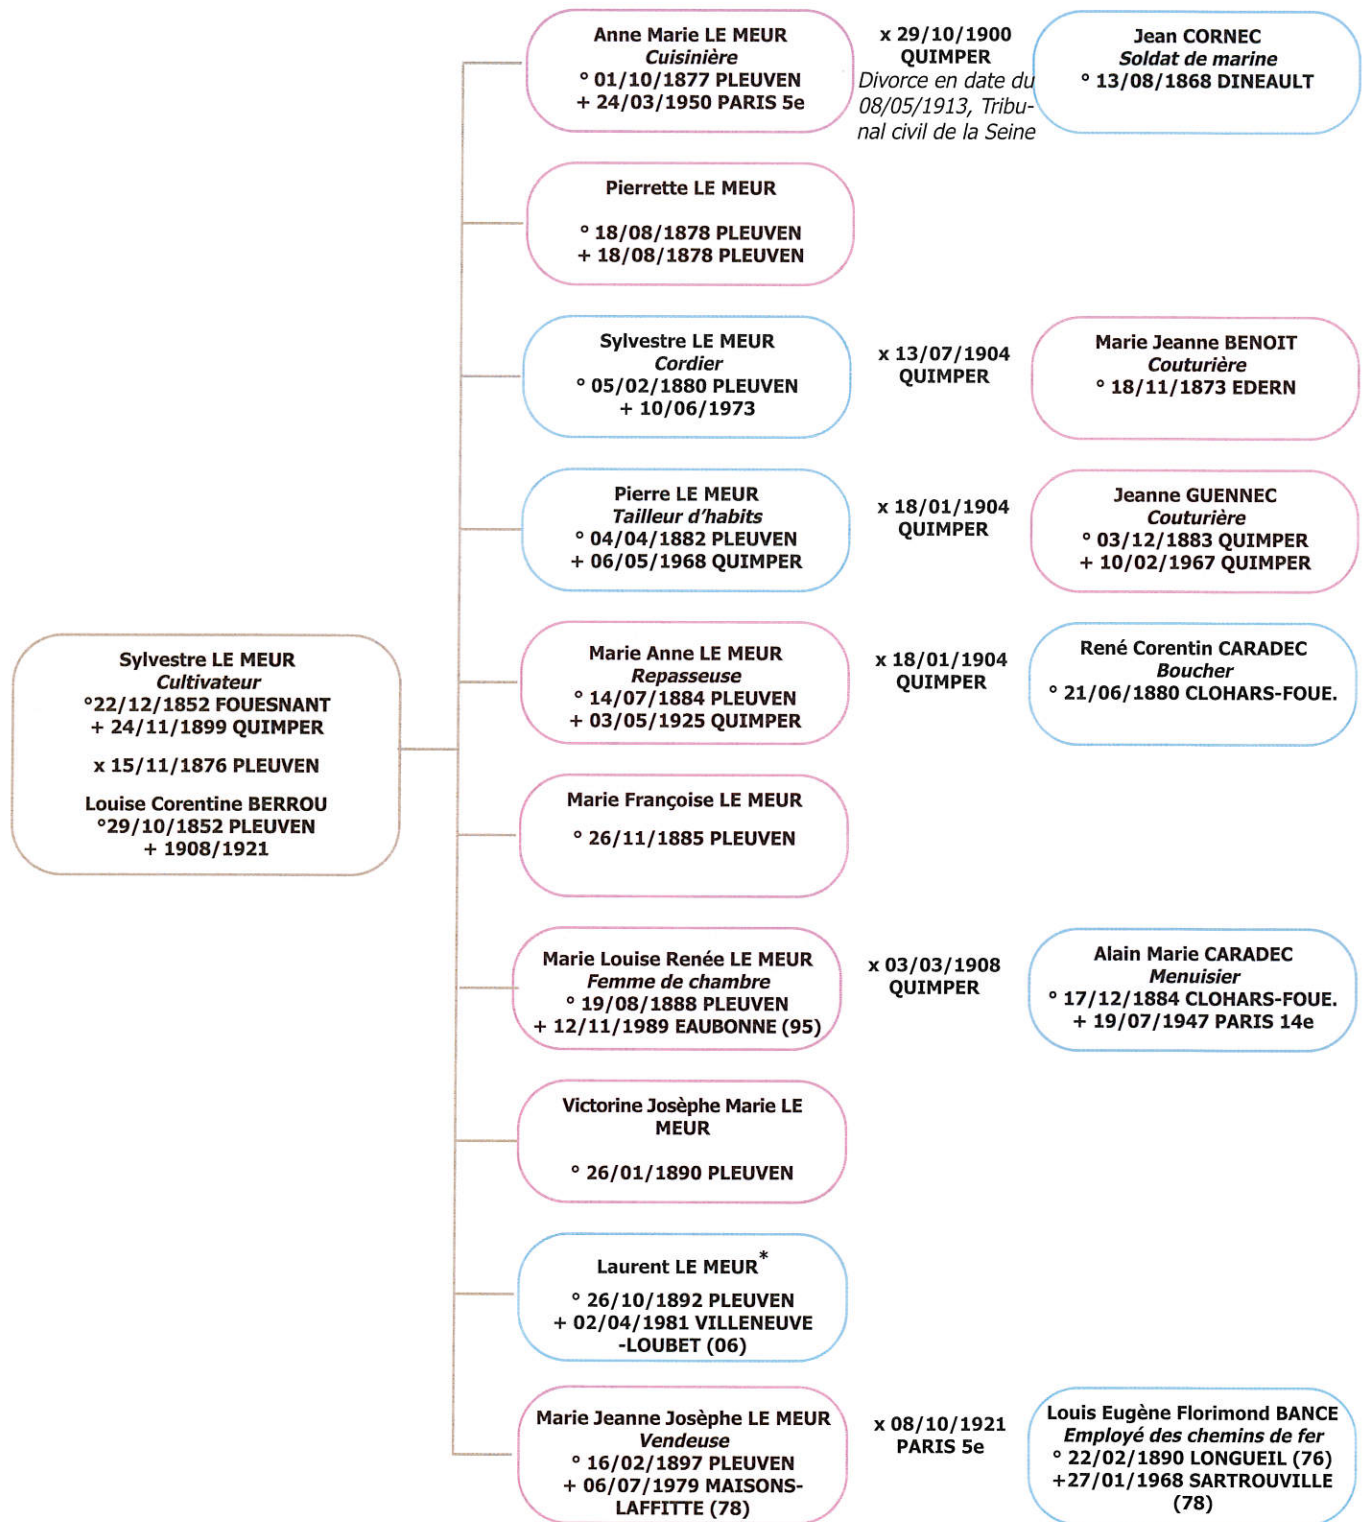 Anne Marie LE MEUR
Cuisinière
° 01/10/1877 PLEUVEN
+ 24/03/1950 PARIS 5e
x 29/10/1900
QUIMPER
Divorce en date du
08/05/1913, Tribu-
nal civil de la Seine
Jean CORNEC
Soldat de marine
° 13/08/1868 DINEAULT
Pierrette LE MEUR
° 18/08/1878 PLEUVEN
+ 18/08/1878 PLEUVEN
Sylvestre LE MEUR
Cordier
° 05/02/1880 PLEUVEN
+ 10/06/1973
x 13/07/1904
QUIMPER
Marie Jeanne BENOIT
Couturière
° 18/11/1873 EDERN
Pierre LE MEUR
Tailleur d'habits
° 04/04/1882 PLEUVEN
+ 06/05/1968 QUIMPER
x 18/01/1904
QUIMPER
Jeanne GUENNEC
Couturière
° 03/12/1883 QUIMPER
+ 10/02/1967 QUIMPER
Sylvestre LE MEUR
Cultivateur
°22/12/1852 FOUESNANT
+ 24/11/1899 QUIMPER
x 15/11/1876 PLEUVEN
Louise Corentine BERROU
°29/10/1852 PLEUVEN
+ 1908/1921
Marie Anne LE MEUR
Repasseuse
° 14/07/1884 PLEUVEN
+ 03/05/1925 QUIMPER
x 18/01/1904
QUIMPER
René Corentin CARADEC
Boucher
° 21/06/1880 CLOHARS-FOUE.
Marie Françoise LE MEUR
° 26/11/1885 PLEUVEN
Marie Louise Renée LE MEUR
Femme de chambre
° 19/08/1888 PLEUVEN
+ 12/11/1989 EAUBONNE (95)
x 03/03/1908
QUIMPER
Alain Marie CARADEC
Menuisier
° 17/12/1884 CLOHARS-FOUE.
+ 19/07/1947 PARIS 14e
Victorine Josèphe Marie LE
MEUR
° 26/01/1890 PLEUVEN
Laurent LE MEUR*
° 26/10/1892 PLEUVEN
+ 02/04/1981 VILLENEUVE
-LOUBET (06)
Marie Jeanne Josèphe LE MEUR
Vendeuse
° 16/02/1897 PLEUVEN
+ 06/07/1979 MAISONS-
LAFFITTE (78)
x 08/10/1921
PARIS 5e
Louis Eugène Florimond BANCE
Employé des chemins de fer
° 22/02/1890 LONGUEIL (76)
+27/01/1968 SARTROUVILLE
(78)